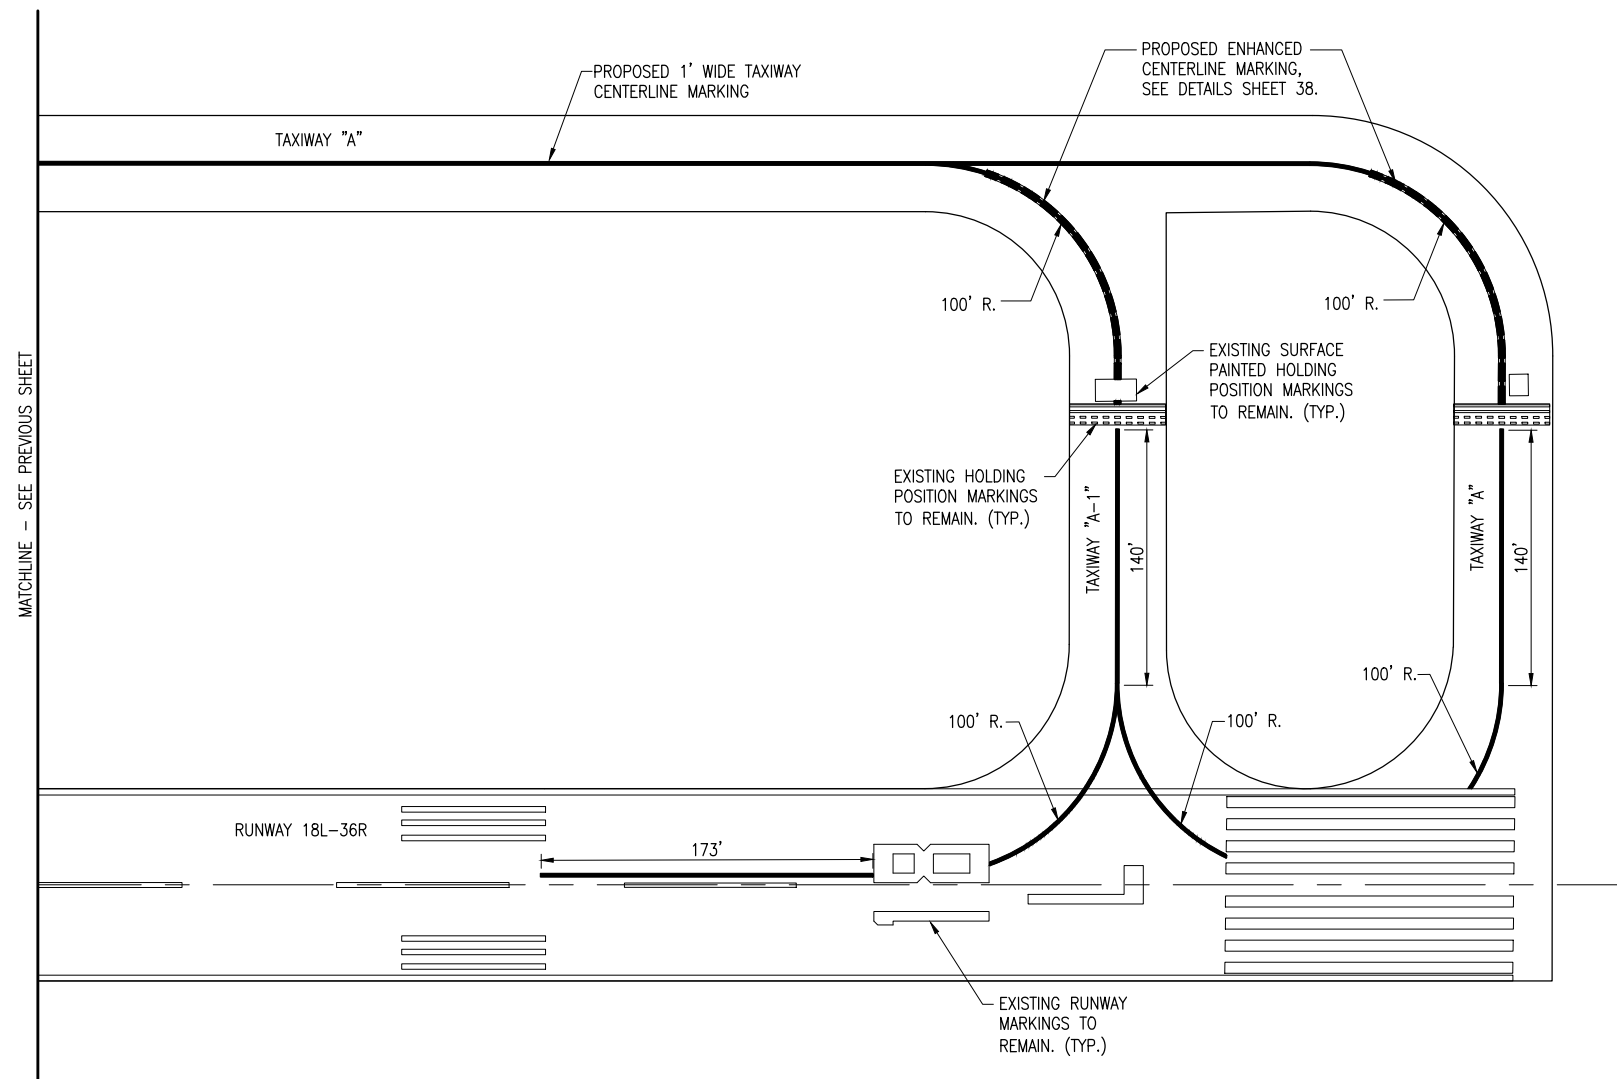 PROPOSED 1' WIDE TAXIWAY
CENTERLINE MARKING
PROPOSED ENHANCED
CENTERLINE MARKING,
SEE DETAILS SHEET 38.
TAXIWAY "A"
100' R.
100' R.
EXISTING SURFACE
PAINTED HOLDING
POSITION MARKINGS
TO REMAIN. (TYP.)
MATCHLINE - SEE PREVIOUS SHEET
EXISTING HOLDING
POSITION MARKINGS
TO REMAIN. (TYP.)
TAXIWAY "A-1"
140'
TAXIWAY "A"
140'
100' R.
100' R.
100' R.
RUNWAY 18L-36R
173'
EXISTING RUNWAY
MARKINGS TO
REMAIN. (TYP.)